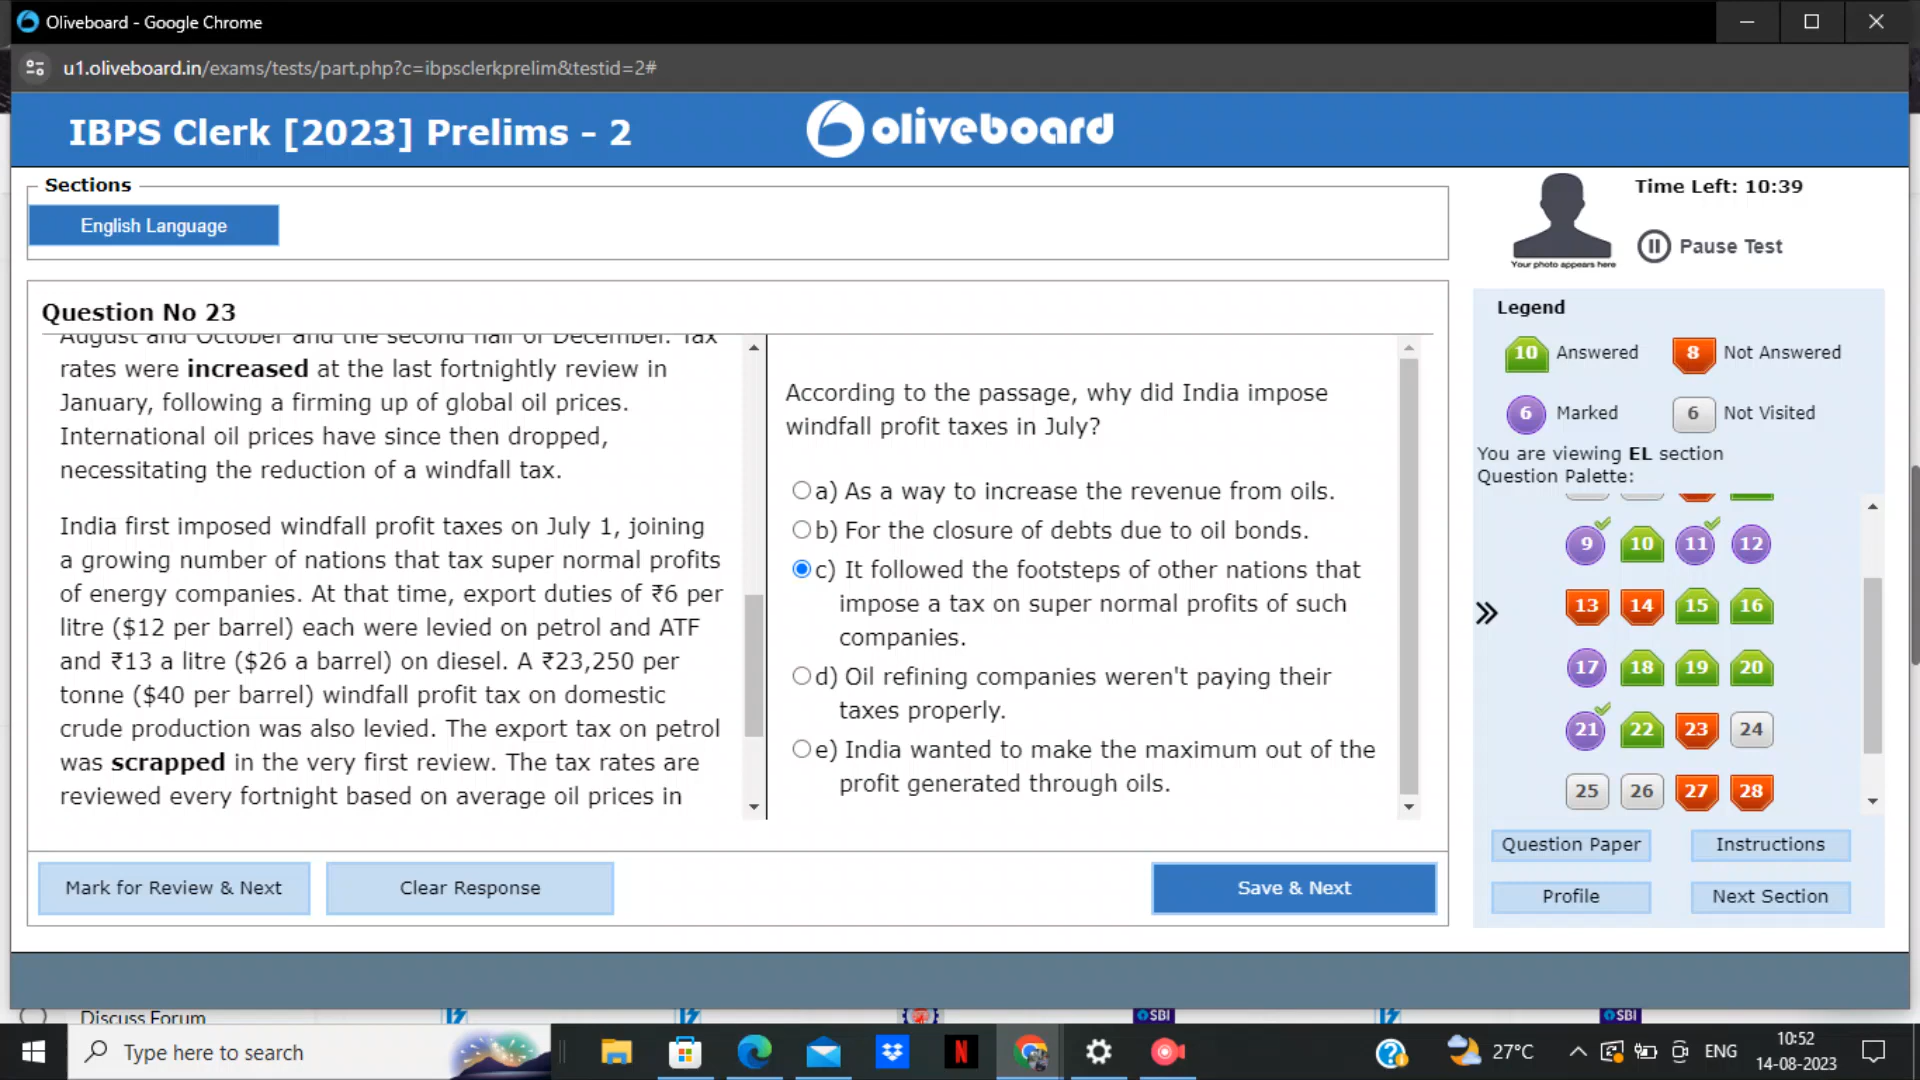 Oliveboard - Google Chrome
u1.oliveboard.in/exams/tests/part.php?c=ibpsclerkprelim&testid=2#
IBPS Clerk [2023] Prelims - 2
oliveboard
Sections
English Language
Time Left: 10:39
Your photo appears here
Pause Test
Question No 23
August and October and the second half of December. Tax
rates were increased at the last fortnightly review in
January, following a firming up of global oil prices.
International oil prices have since then dropped,
necessitating the reduction of a windfall tax.
India first imposed windfall profit taxes on July 1, joining
a growing number of nations that tax super normal profits
of energy companies. At that time, export duties of ₹6 per
litre ($12 per barrel) each were levied on petrol and ATF
and ₹13 a litre ($26 a barrel) on diesel. A ₹23,250 per
tonne ($40 per barrel) windfall profit tax on domestic
crude production was also levied. The export tax on petrol
was scrapped in the very first review. The tax rates are
reviewed every fortnight based on average oil prices in
According to the passage, why did India impose
windfall profit taxes in July?
a) As a way to increase the revenue from oils.
b) For the closure of debts due to oil bonds.
c) It followed the footsteps of other nations that
impose a tax on super normal profits of such
companies.
d) Oil refining companies weren't paying their
taxes properly.
e) India wanted to make the maximum out of the
profit generated through oils.
Mark for Review & Next
Clear Response
Save & Next
Legend
10 Answered
8 Not Answered
6 Marked
6 Not Visited
You are viewing EL section
Question Palette:
9 10 11 12
13 14 15 16
17 18 19 20
21 22 23 24
25 26 27 28
Question Paper
Instructions
Profile
Next Section
Discuss Forum
SBI
SBI
Type here to search
27°C
ENG
10:52
14-08-2023